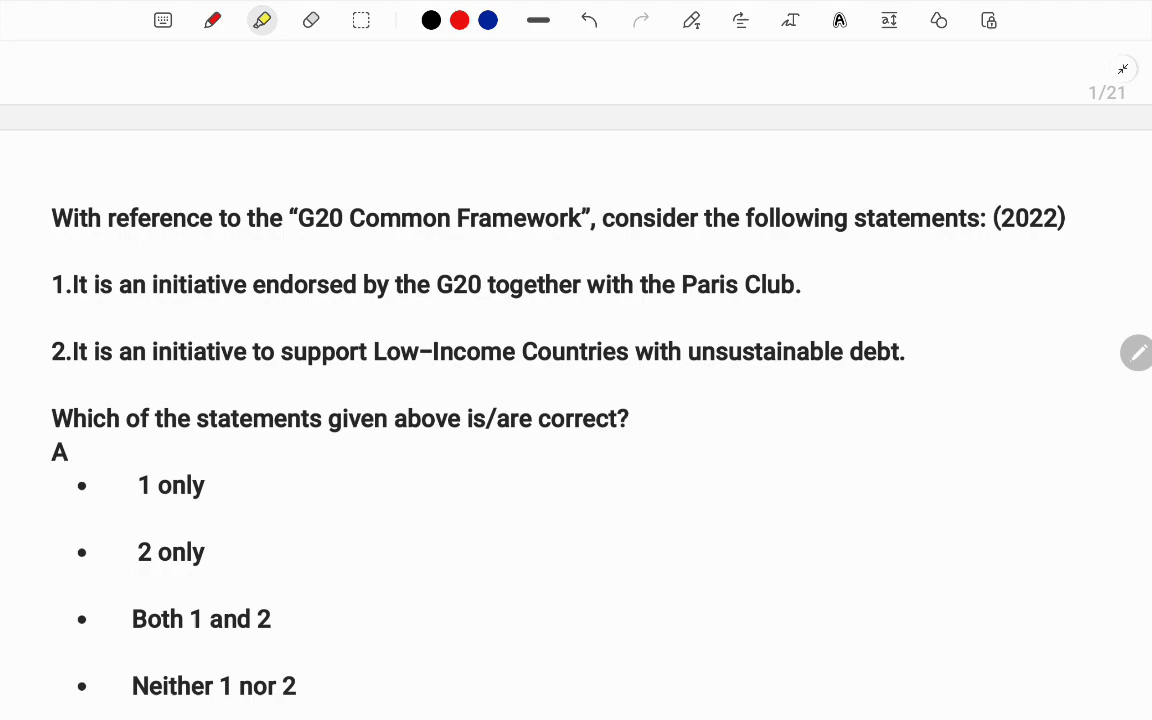 1/21
With reference to the “G20 Common Framework”, consider the following statements: (2022)
1.It is an initiative endorsed by the G20 together with the Paris Club.
2.It is an initiative to support Low–Income Countries with unsustainable debt.
Which of the statements given above is/are correct?
A
• 1 only
• 2 only
• Both 1 and 2
• Neither 1 nor 2